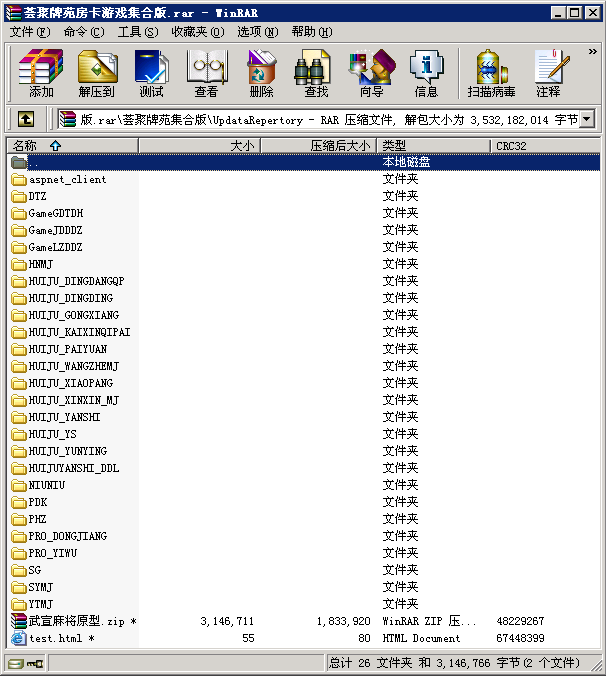 荟聚牌苑房卡游戏集合版.rar - WinRAR
文件(F) 命令(C) 工具(S) 收藏夹(O) 选项(N) 帮助(H)
添加 解压到 测试 查看 删除 查找 向导 信息 扫描病毒 注释 »
版.rar\荟聚牌苑集合版\UpdataRepertory - RAR 压缩文件, 解包大小为 3,532,182,014 字节
名称 大小 压缩后大小 类型 CRC32
.. 本地磁盘
aspnet_client 文件夹
DTZ 文件夹
GameGDTDH 文件夹
GameJDDDZ 文件夹
GameLZDDZ 文件夹
HNMJ 文件夹
HUIJU_DINGDANGQP 文件夹
HUIJU_DINGDING 文件夹
HUIJU_GONGXIANG 文件夹
HUIJU_KAIXINQIPAI 文件夹
HUIJU_PAIYUAN 文件夹
HUIJU_WANGZHEMJ 文件夹
HUIJU_XIAOPANG 文件夹
HUIJU_XINXIN_MJ 文件夹
HUIJU_YANSHI 文件夹
HUIJU_YS 文件夹
HUIJU_YUNYING 文件夹
HUIJUYANSHI_DDL 文件夹
NIUNIU 文件夹
PDK 文件夹
PHZ 文件夹
PRO_DONGJIANG 文件夹
PRO_YIWU 文件夹
SG 文件夹
SYMJ 文件夹
YTMJ 文件夹
武宣麻将原型.zip * 3,146,711 1,833,920 WinRAR ZIP 压... 48229267
test.html * 55 80 HTML Document 67448399
总计 26 文件夹 和 3,146,766 字节(2 个文件)